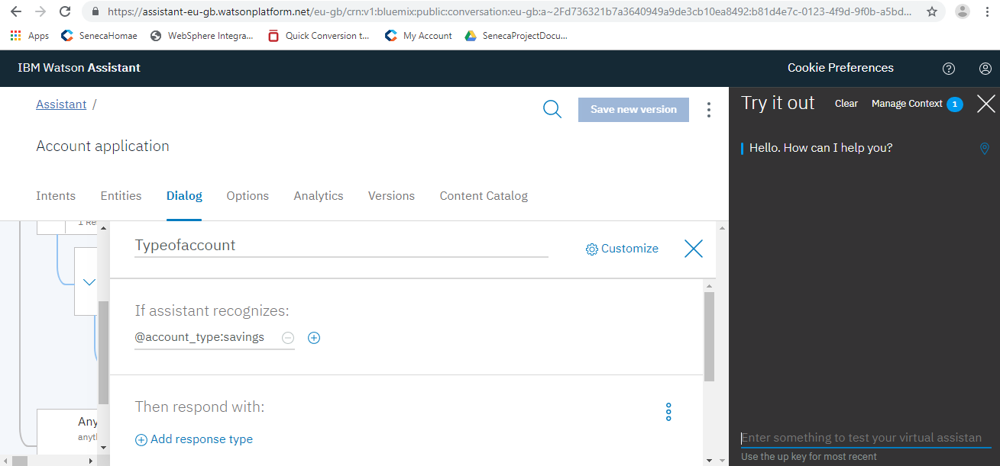 https://assistant-eu-gb.watsonplatform.net/eu-gb/crn:v1:bluemix:public:conversation:eu-gb:a~2Fd736321b7a3640949a9de3cb10ea8492:b81d4e7c-0123-4f9d-9f0b-a5bd...
Apps SenecaHomae WebSphere Integra... Quick Conversion t... My Account SenecaProjectDocu...
IBM Watson Assistant Cookie Preferences
Assistant /
Save new version
Try it out Clear Manage Context 1
Account application
Hello. How can I help you?
Intents Entities Dialog Options Analytics Versions Content Catalog
1 Re
Typeofaccount
Customize
If assistant recognizes:
@account_type:savings
Then respond with:
Add response type
Any
anyt
Enter something to test your virtual assistan
Use the up key for most recent